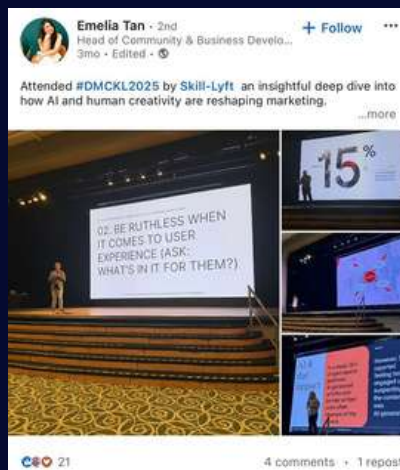 Emelia Tan · 2nd
+ Follow
Head of Community & Business Develo...
3mo · Edited ·
Attended #DMCKL2025 by Skill-Lyft an insightful deep dive into
how AI and human creativity are reshaping marketing.
...more
02. BE RUTHLESS WHEN
IT COMES TO USER
EXPERIENCE (ASK:
WHAT'S IN IT FOR THEM?)
15%
21
4 comments · 1 repost